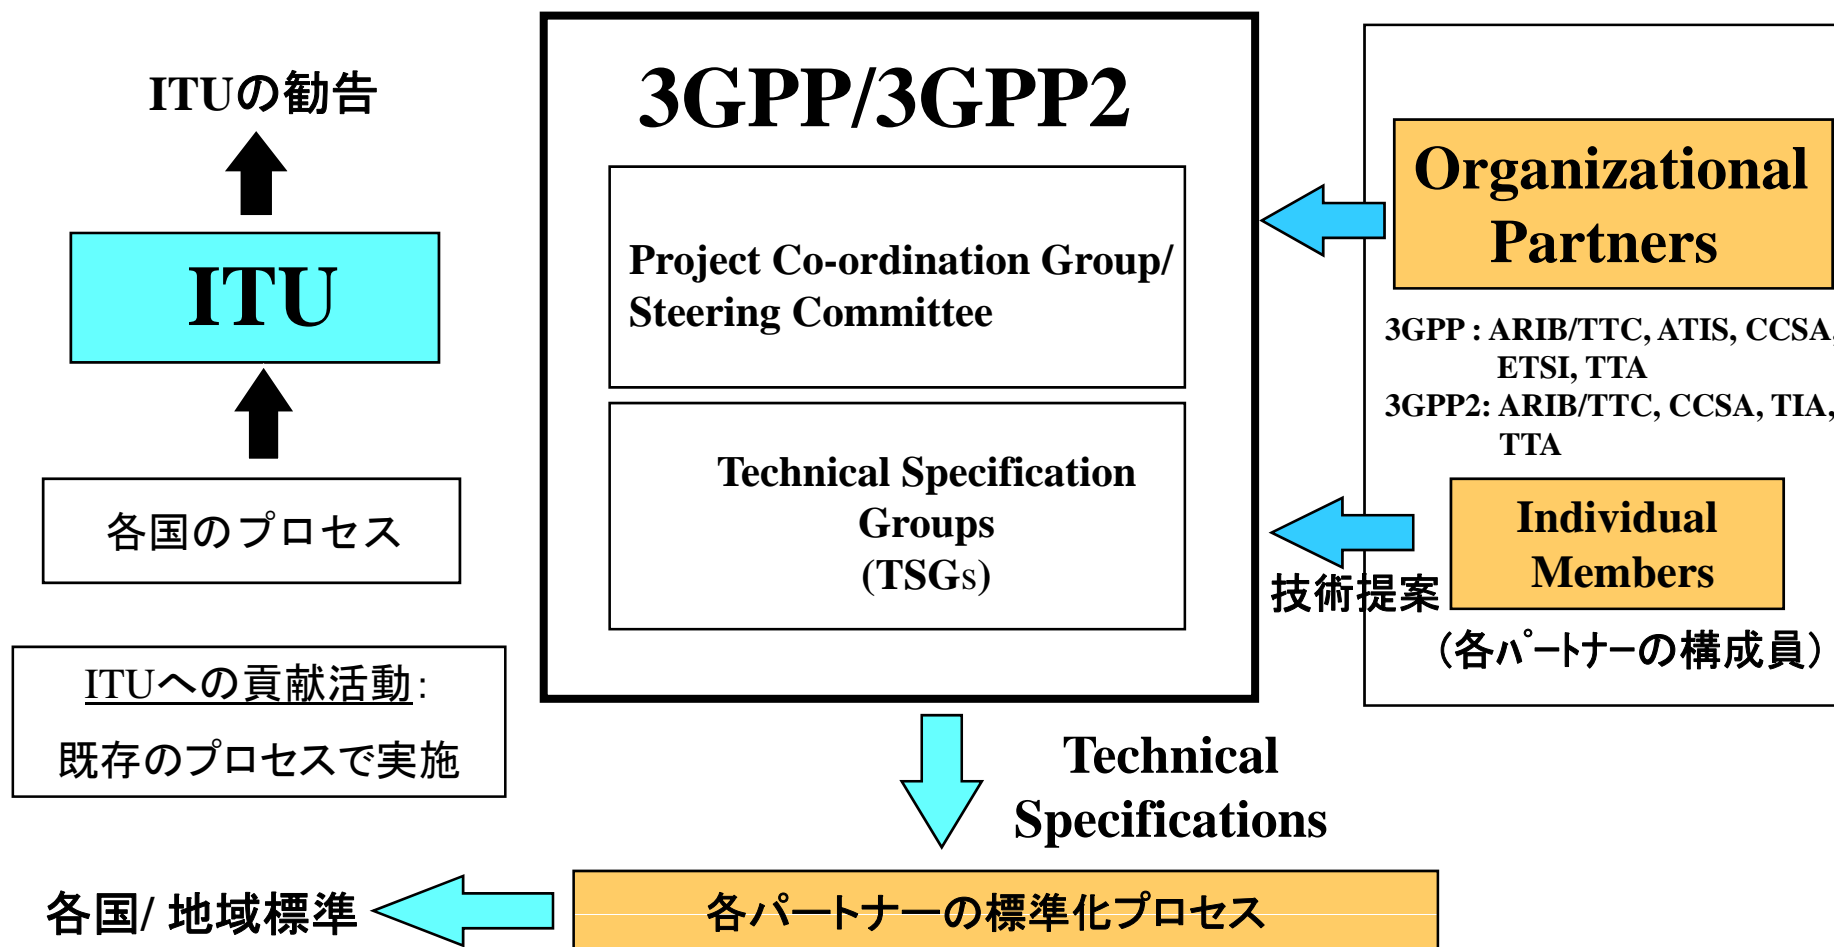 ITUの勧告
ITU
各国のプロセス
ITUへの貢献活動：
既存のプロセスで実施
3GPP/3GPP2
Project Co-ordination Group/
Steering Committee
Technical Specification
Groups
(TSGs)
Organizational
Partners
3GPP : ARIB/TTC, ATIS, CCSA,
ETSI, TTA
3GPP2: ARIB/TTC, CCSA, TIA,
TTA
Individual
Members
技術提案
（各ﾊﾟｰﾄﾅｰの構成員）
Technical
Specifications
各パートナーの標準化プロセス
各国/ 地域標準